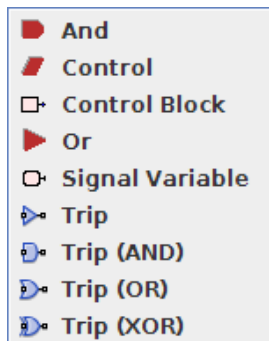 And
Control
Control Block
Or
Signal Variable
Trip
Trip (AND)
Trip (OR)
Trip (XOR)